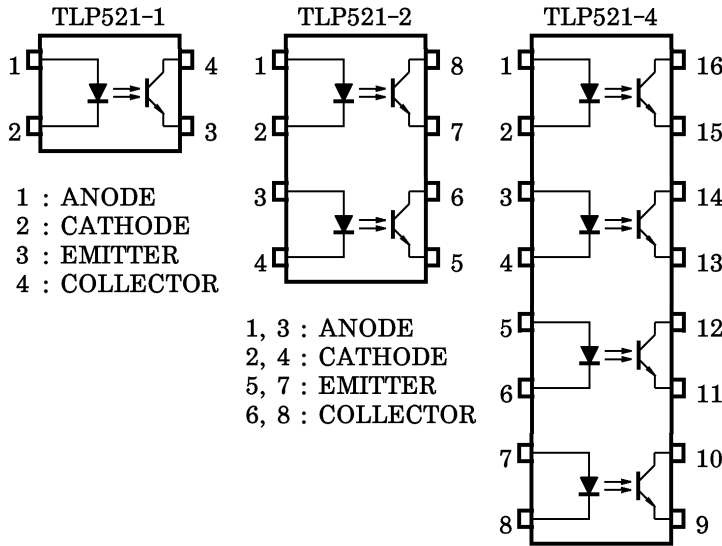 TLP521-1
1
2
4
3
1 : ANODE
2 : CATHODE
3 : EMITTER
4 : COLLECTOR
TLP521-2
1
2
3
4
8
7
6
5
1, 3 : ANODE
2, 4 : CATHODE
5, 7 : EMITTER
6, 8 : COLLECTOR
TLP521-4
1
2
3
4
5
6
7
8
16
15
14
13
12
11
10
9